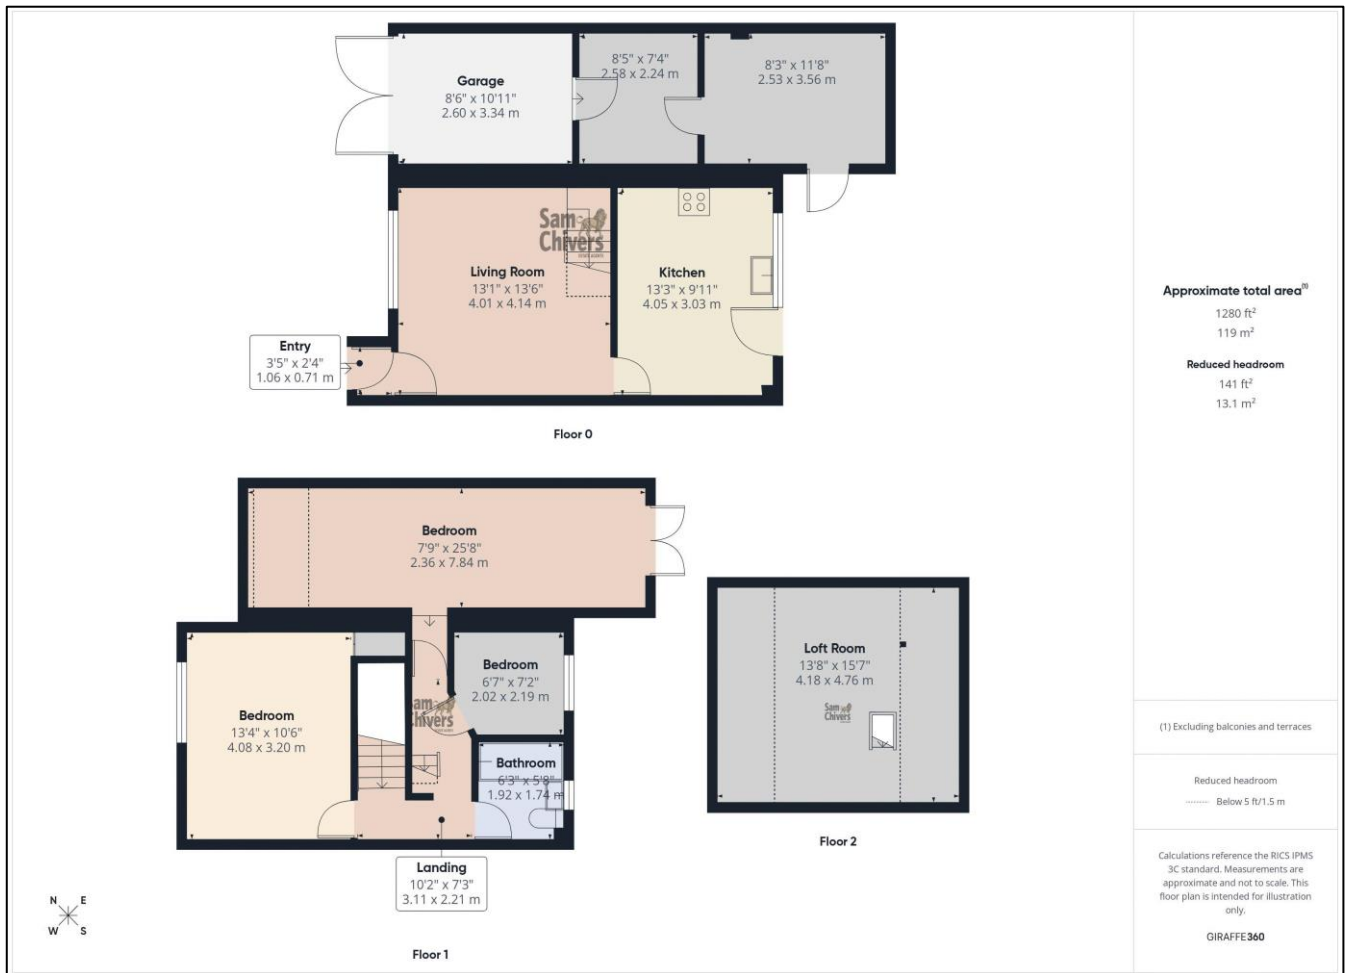 Garage
8'6" x 10'11"
2.60 x 3.34 m
8'5" x 7'4"
2.58 x 2.24 m
8'3" x 11'8"
2.53 x 3.56 m
Sam
Chivers
ESTATE AGENTS
Living Room
13'1" x 13'6"
4.01 x 4.14 m
Kitchen
13'3" x 9'11"
4.05 x 3.03 m
Entry
3'5" x 2'4"
1.06 x 0.71 m
Floor 0
Bedroom
7'9" x 25'8"
2.36 x 7.84 m
Bedroom
6'7" x 7'2"
2.02 x 2.19 m
Bedroom
13'4" x 10'6"
4.08 x 3.20 m
Sam
Chivers
Bathroom
6'3" x 5'8"
1.92 x 1.74 m
Landing
10'2" x 7'3"
3.11 x 2.21 m
Floor 1
Loft Room
13'8" x 15'7"
4.18 x 4.76 m
Sam
Chivers
Floor 2
N E
W S
Approximate total area(1)
1280 ft²
119 m²
Reduced headroom
141 ft²
13.1 m²
(1) Excluding balconies and terraces
Reduced headroom
Below 5 ft/1.5 m
Calculations reference the RICS IPMS
3C standard. Measurements are
approximate and not to scale. This
floor plan is intended for illustration
only.
GIRAFFE360